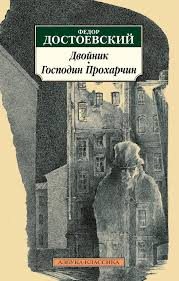 ФЕДОР
ДОСТОЕВСКИЙ
Двойник
Господин Прохарчин
АЗБУКА-КЛАССИКА